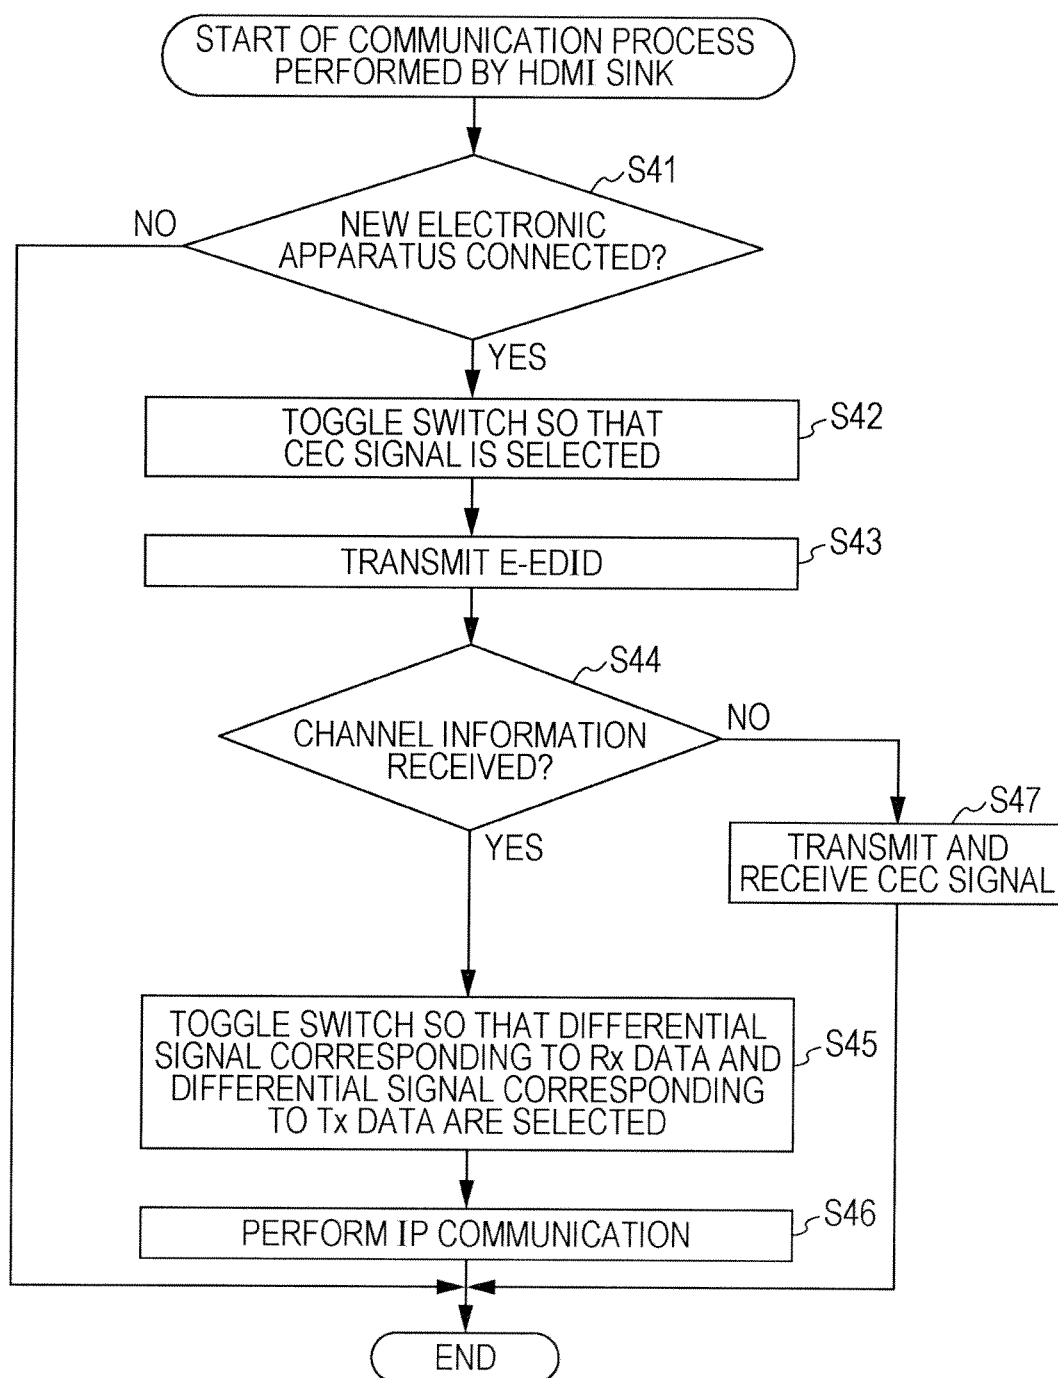 START OF COMMUNICATION PROCESS
PERFORMED BY HDMI SINK
S41
NO
NEW ELECTRONIC
APPARATUS CONNECTED?
YES
S42
TOGGLE SWITCH SO THAT
CEC SIGNAL IS SELECTED
S43
TRANSMIT E-EDID
S44
NO
CHANNEL INFORMATION
RECEIVED?
YES
S47
TRANSMIT AND
RECEIVE CEC SIGNAL
TOGGLE SWITCH SO THAT DIFFERENTIAL
SIGNAL CORRESPONDING TO Rx DATA AND
DIFFERENTIAL SIGNAL CORRESPONDING
TO Tx DATA ARE SELECTED
S45
S46
PERFORM IP COMMUNICATION
END